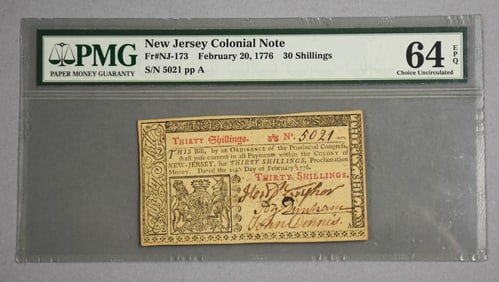 PMG
PAPER MONEY GUARANTY
New Jersey Colonial Note
Fr#NJ-173 February 20, 1776 30 Shillings
S/N 5021 pp A
64 EPQ
Choice Uncirculated
THIRTY Shillings. No. 5021
THIS Bill, by an ORDINANCE of the Provincial Congress,
shall pass current in all Payments within the COLONY of
NEW-JERSEY, for THIRTY SHILLINGS, Proclamation
Money. Dated the 20th Day of February 1776.
THIRTY SHILLINGS.
John Dennis.